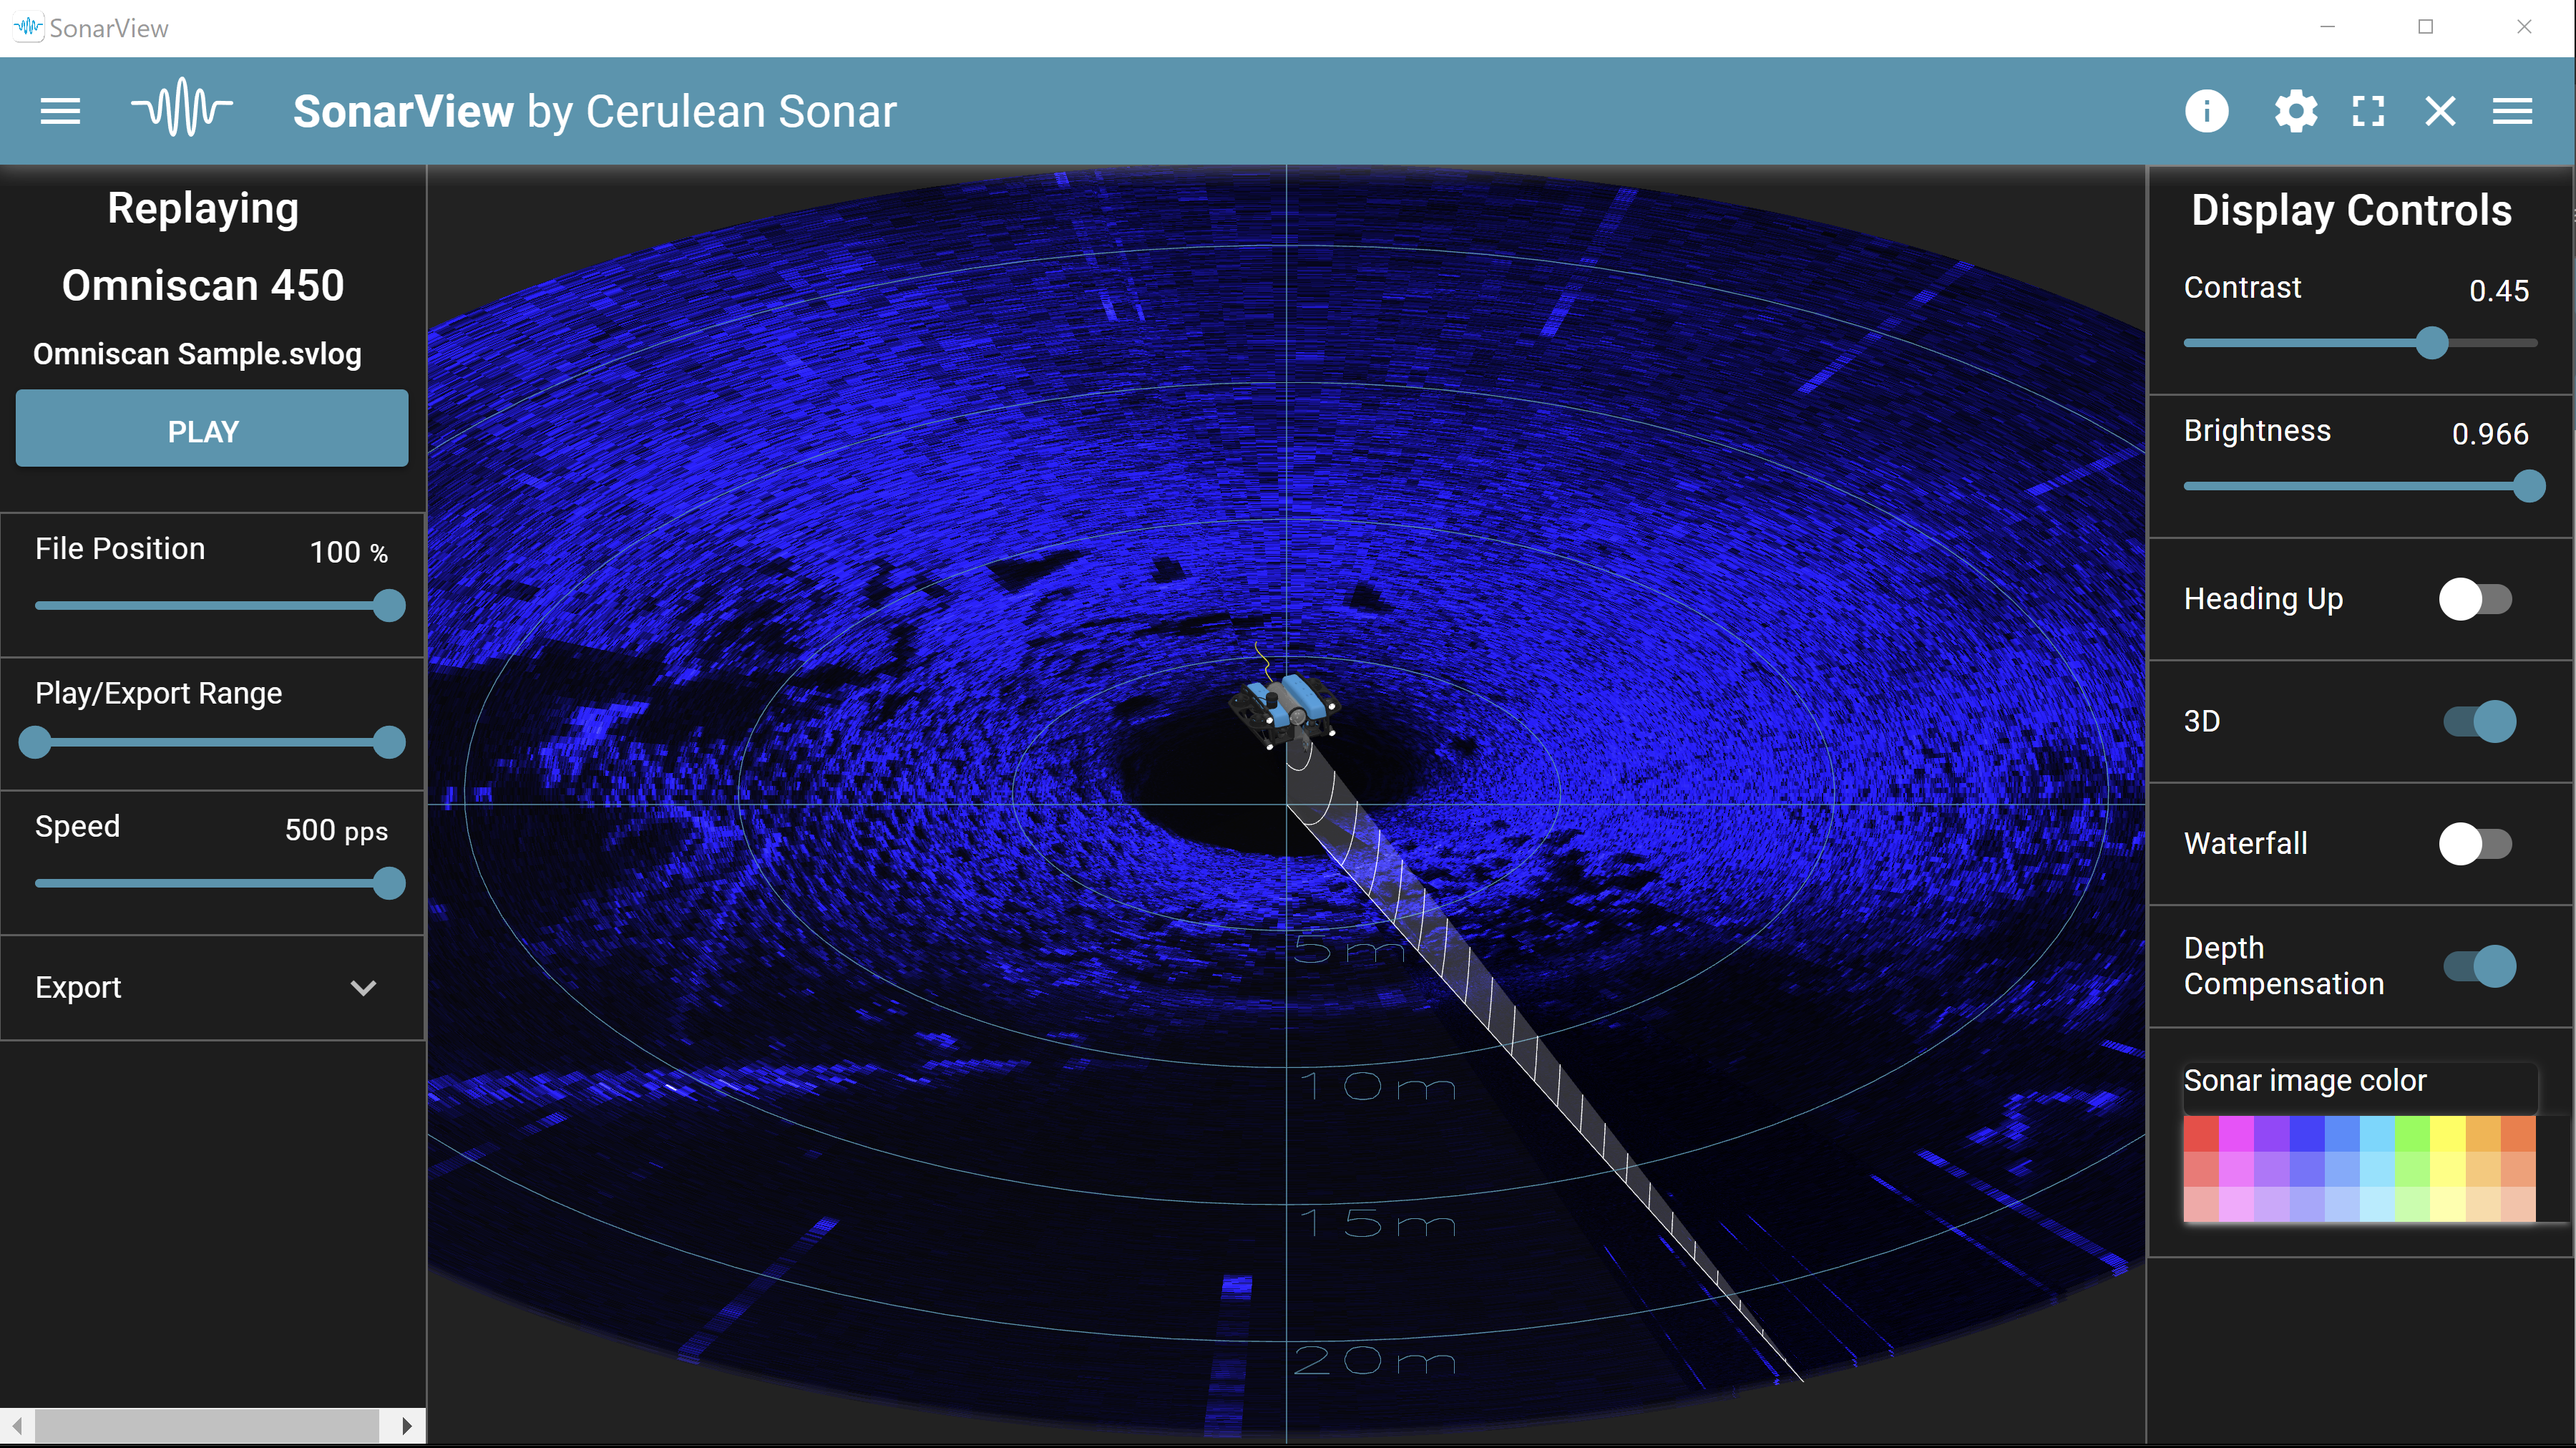 SonarView
SonarView by Cerulean Sonar
Replaying
Omniscan 450
Omniscan Sample.svlog
PLAY
File Position 100 %
Play/Export Range
Speed 500 pps
Export
5m
10m
15m
20m
Display Controls
Contrast 0.45
Brightness 0.966
Heading Up
3D
Waterfall
Depth
Compensation
Sonar image color